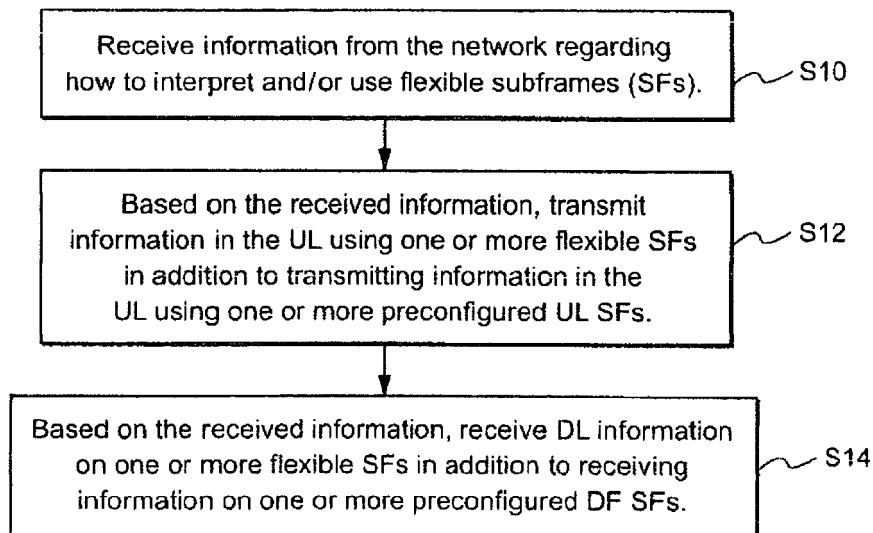 Receive information from the network regarding
how to interpret and/or use flexible subframes (SFs).
S10
Based on the received information, transmit
information in the UL using one or more flexible SFs
in addition to transmitting information in the
UL using one or more preconfigured UL SFs.
S12
Based on the received information, receive DL information
on one or more flexible SFs in addition to receiving
information on one or more preconfigured DF SFs.
S14